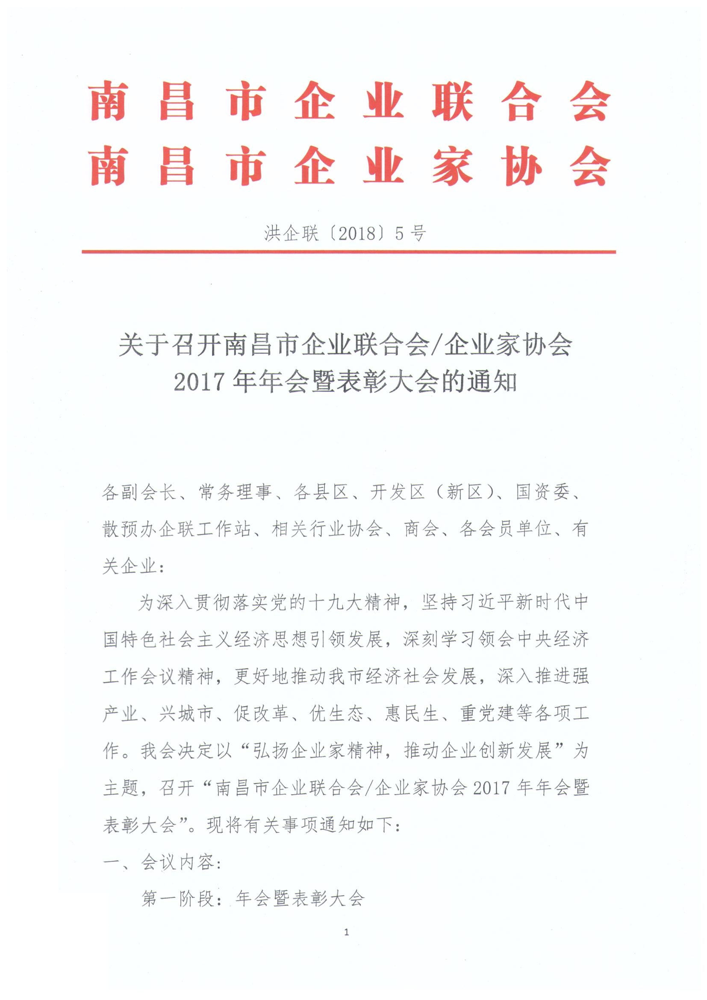 南昌市企业联合会
南昌市企业家协会
洪企联〔2018〕5号
关于召开南昌市企业联合会/企业家协会
2017年年会暨表彰大会的通知
各副会长、常务理事、各县区、开发区（新区）、国资委、
散预办企联工作站、相关行业协会、商会、各会员单位、有
关企业：
为深入贯彻落实党的十九大精神，坚持习近平新时代中
国特色社会主义经济思想引领发展，深刻学习领会中央经济
工作会议精神，更好地推动我市经济社会发展，深入推进强
产业、兴城市、促改革、优生态、惠民生、重党建等各项工
作。我会决定以“弘扬企业家精神，推动企业创新发展”为
主题，召开“南昌市企业联合会/企业家协会2017年年会暨
表彰大会”。现将有关事项通知如下：
一、会议内容：
第一阶段：年会暨表彰大会
1